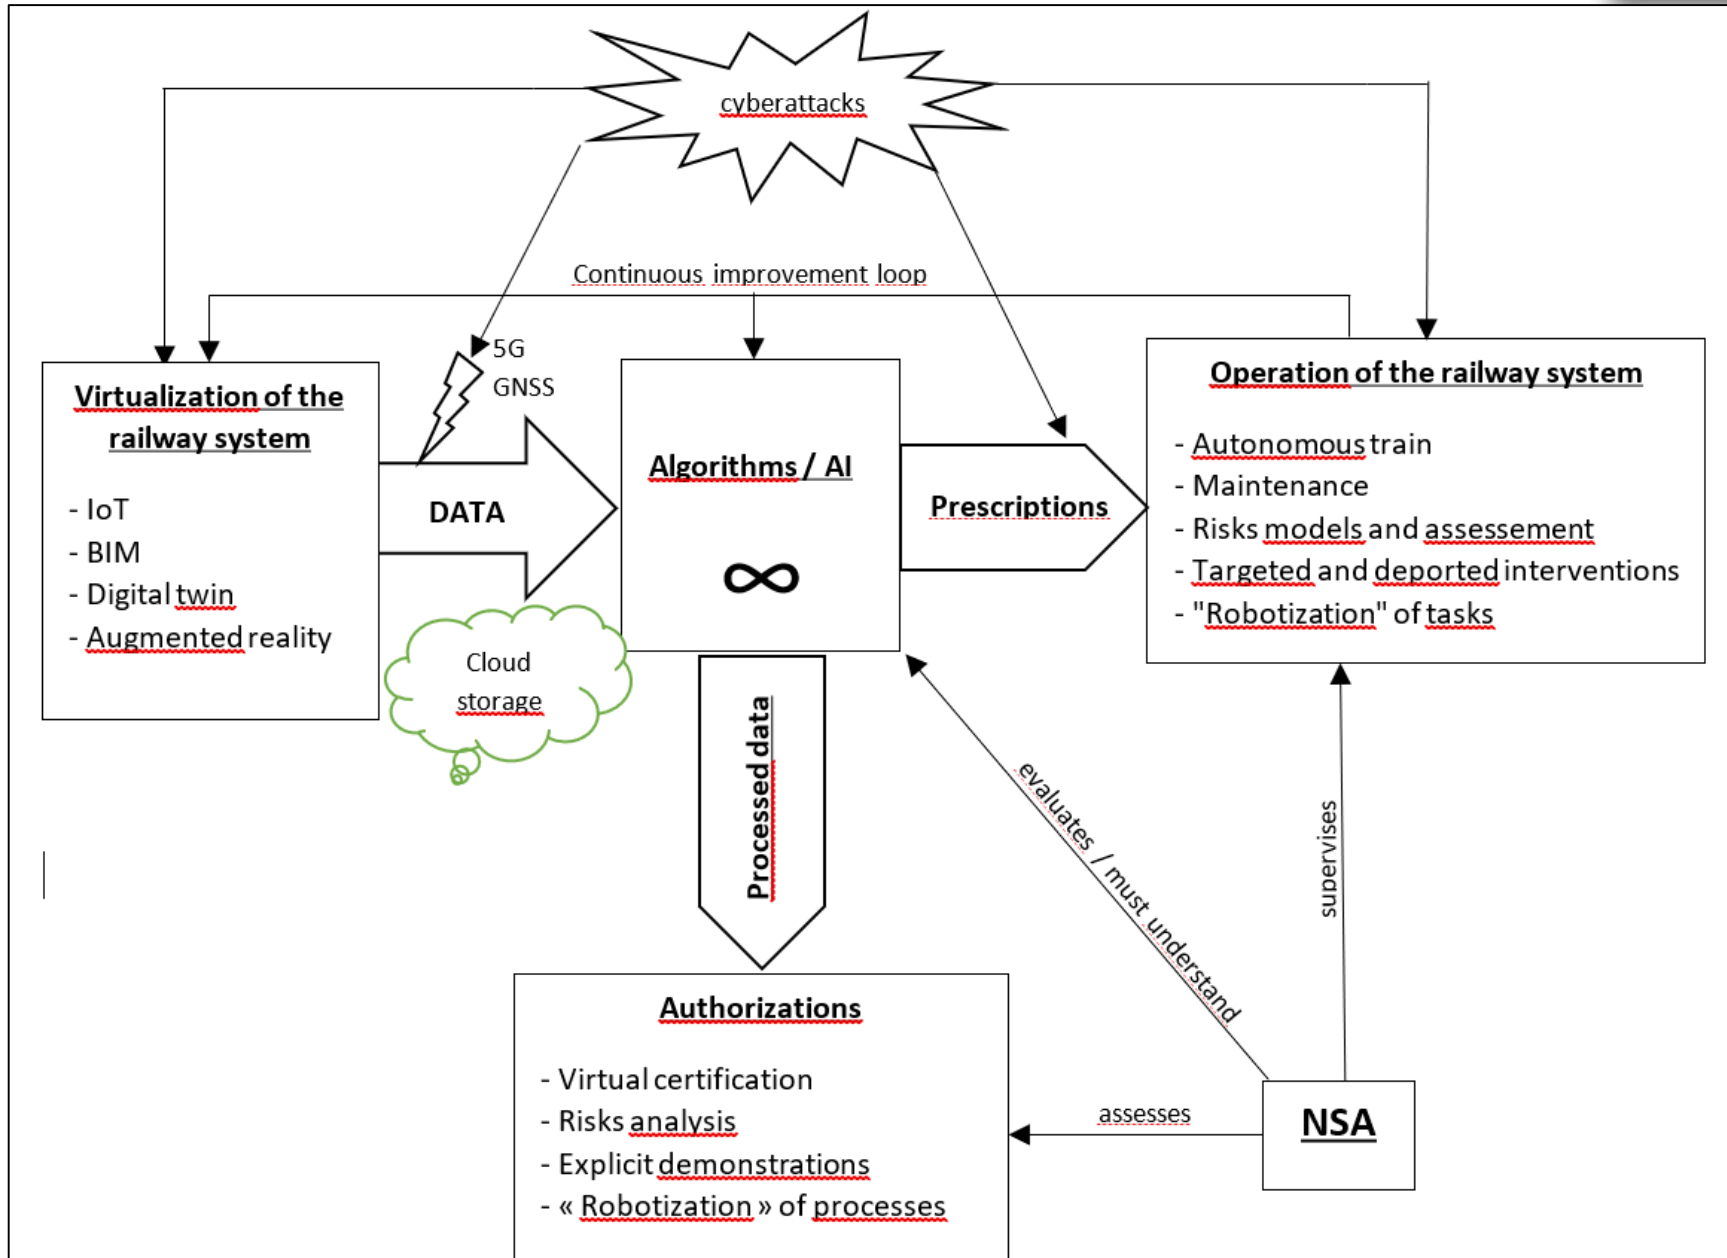 cyberattacks
Continuous improvement loop
5G
GNSS
Virtualization of the
railway system
- IoT
- BIM
- Digital twin
- Augmented reality
DATA
Cloud
storage
Algorithms / AI
∞
Prescriptions
Operation of the railway system
- Autonomous train
- Maintenance
- Risks models and assessement
- Targeted and deported interventions
- "Robotization" of tasks
Processed data
evaluates / must understand
supervises
Authorizations
- Virtual certification
- Risks analysis
- Explicit demonstrations
- « Robotization » of processes
assesses
NSA